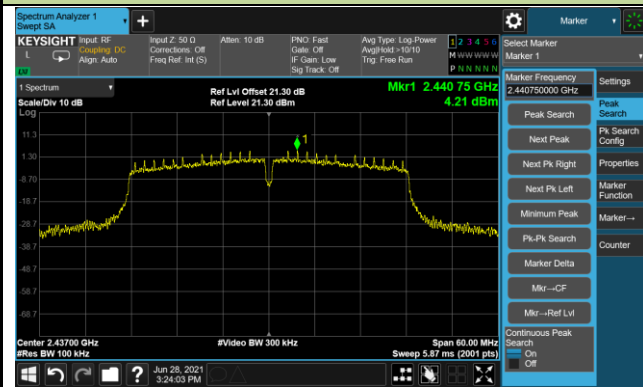 Spectrum Analyzer 1
Swept SA
Marker
KEYSIGHT
L
Input: RF
Coupling: DC
Align: Auto
Input Z: 50 Ω
Corrections: Off
Freq Ref: Int (S)
Atten: 10 dB
PNO: Fast
Gate: Off
IF Gain: Low
Sig Track: Off
Avg Type: Log-Power
Avg|Hold:>10/10
Trig: Free Run
1 2 3 4 5 6
M W W W W W
P N N N N N
Select Marker
Marker 1
1 Spectrum
Scale/Div 10 dB
Log
Ref Lvl Offset 21.30 dB
Ref Level 21.30 dBm
Mkr1 2.440 75 GHz
4.21 dBm
11.3
1.30
-8.70
-18.7
-28.7
-38.7
-48.7
-58.7
-68.7
1
Center 2.43700 GHz
#Res BW 100 kHz
#Video BW 300 kHz
Span 60.00 MHz
Sweep 5.87 ms (2001 pts)
Marker Frequency
2.440750000 GHz
Peak Search
Next Peak
Next Pk Right
Next Pk Left
Minimum Peak
Pk-Pk Search
Marker Delta
Mkr→CF
Mkr→Ref Lvl
Continuous Peak
Search
On
Off
Settings
Peak
Search
Pk Search
Config
Properties
Marker
Function
Marker→
Counter
?
Jun 28, 2021
3:24:03 PM